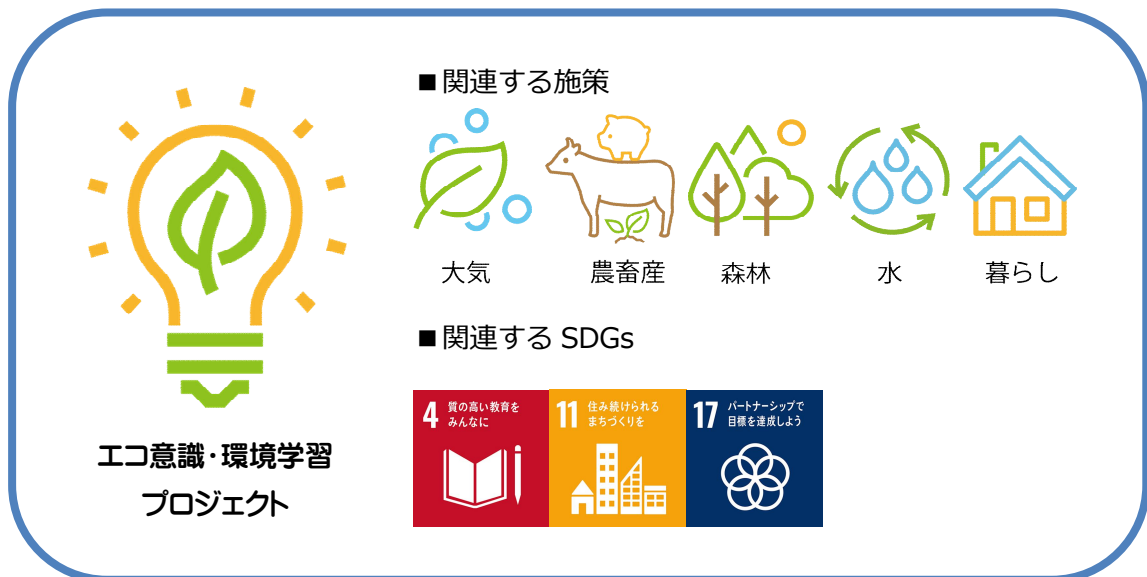 ■関連する施策
大気
農畜産
森林
水
暮らし
■関連する SDGs
4 質の高い教育を
みんなに
11 住み続けられる
まちづくりを
17 パートナーシップで
目標を達成しよう
エコ意識・環境学習
プロジェクト